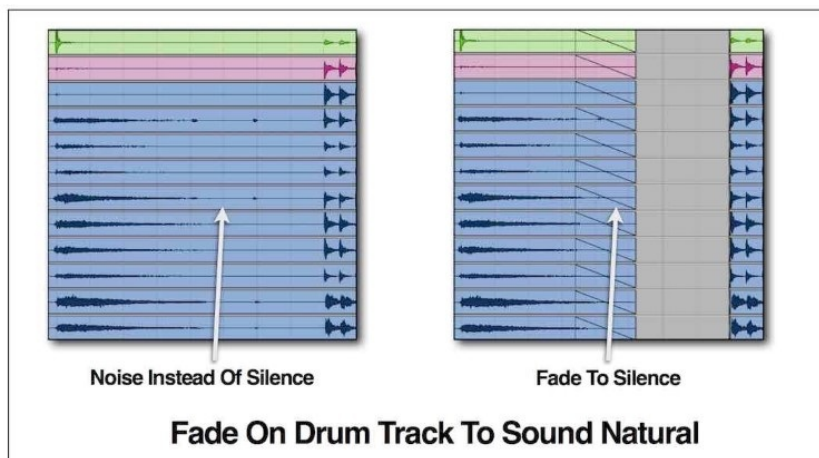 Noise Instead Of Silence
Fade To Silence
Fade On Drum Track To Sound Natural